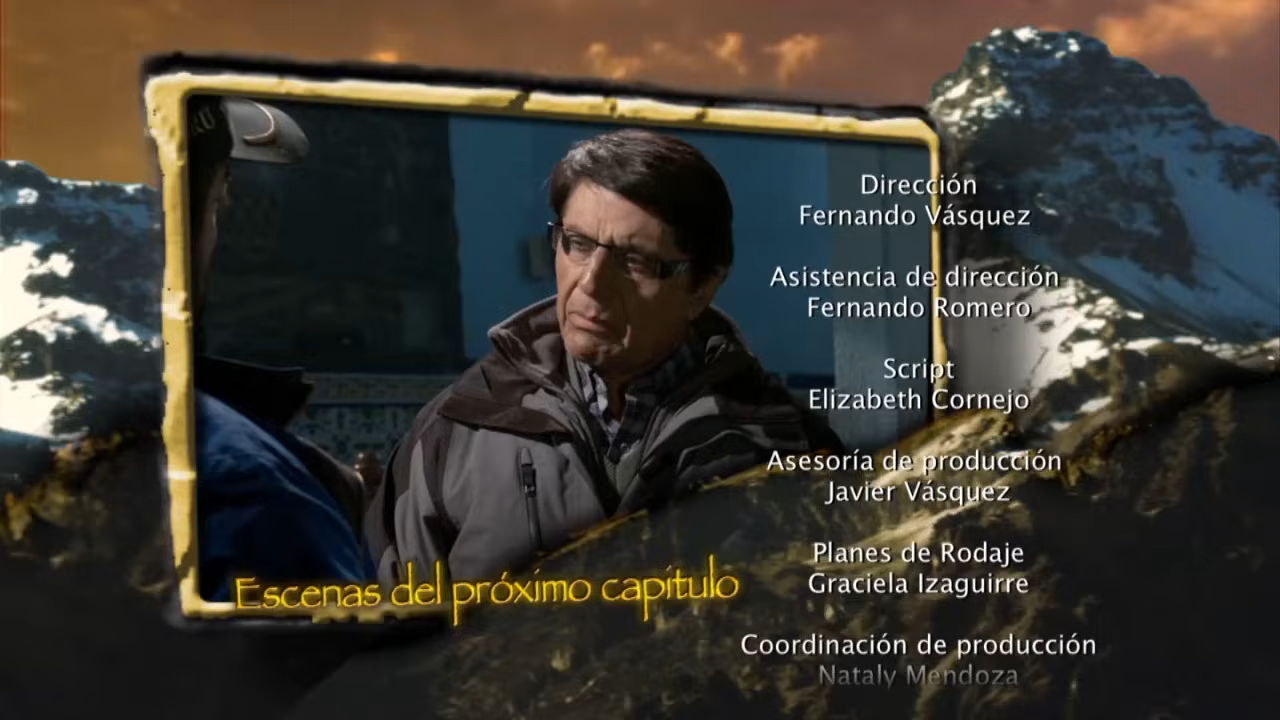 Dirección
Fernando Vásquez
Asistencia de dirección
Fernando Romero
Script
Elizabeth Cornejo
Asesoría de producción
Javier Vásquez
Planes de Rodaje
Graciela Izaguirre
Escenas del próximo capítulo
Coordinación de producción
Nataly Mendoza